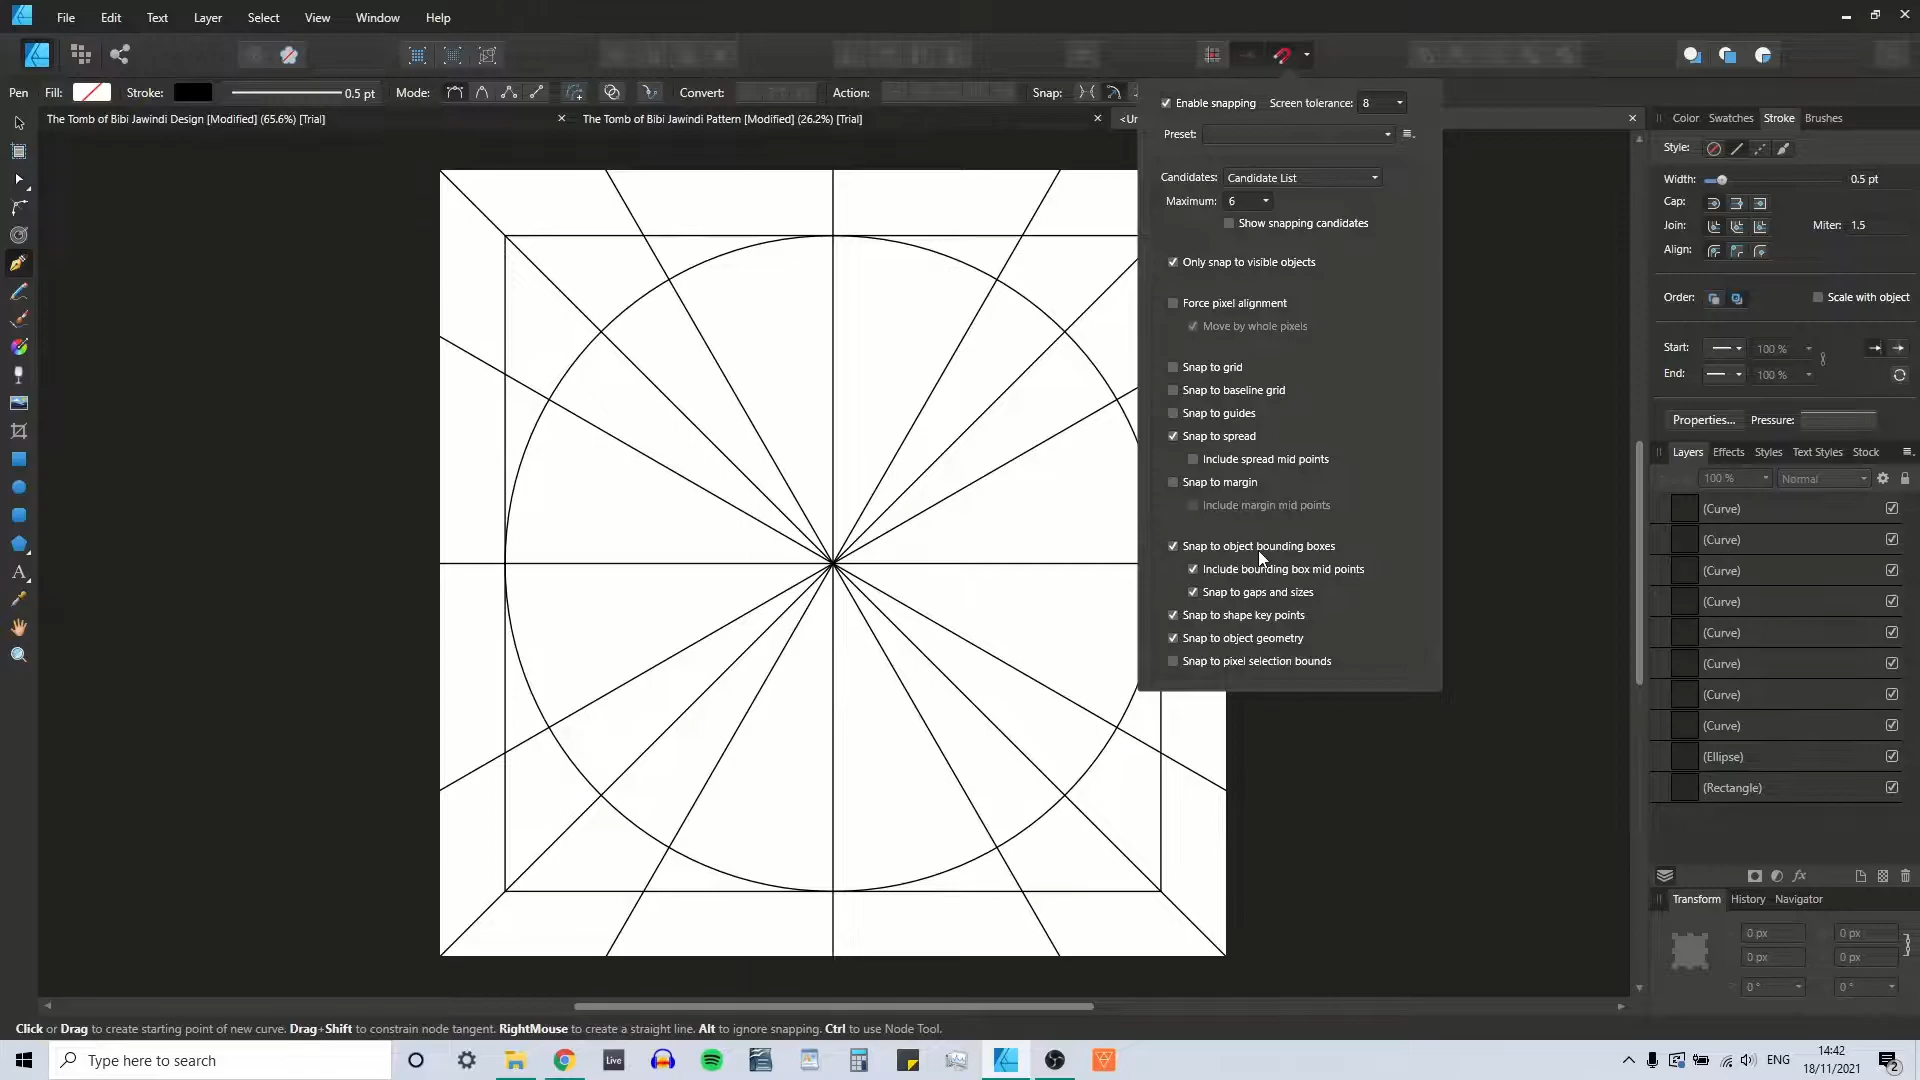 File Edit Text Layer Select View Window Help
Pen Fill: Stroke: 0.5 pt Mode: Convert: Action: Snap:
The Tomb of Bibi Jawindi Design [Modified] (65.6%) [Trial]
The Tomb of Bibi Jawindi Pattern [Modified] (26.2%) [Trial]
<Un
Enable snapping Screen tolerance: 8
Preset:
Candidates: Candidate List
Maximum: 6
Show snapping candidates
Only snap to visible objects
Force pixel alignment
Move by whole pixels
Snap to grid
Snap to baseline grid
Snap to guides
Snap to spread
Include spread mid points
Snap to margin
Include margin mid points
Snap to object bounding boxes
Include bounding box mid points
Snap to gaps and sizes
Snap to shape key points
Snap to object geometry
Snap to pixel selection bounds
Color Swatches Stroke Brushes
Style:
Width: 0.5 pt
Cap:
Join: Miter: 1.5
Align:
Order: Scale with object
Start: 100 %
End: 100 %
Properties... Pressure:
Layers Effects Styles Text Styles Stock
100 % Normal
(Curve)
(Curve)
(Curve)
(Curve)
(Curve)
(Curve)
(Curve)
(Curve)
(Ellipse)
(Rectangle)
fx
Transform History Navigator
0 px 0 px
0 px 0 px
0 ° 0 °
Click or Drag to create starting point of new curve. Drag+Shift to constrain node tangent. RightMouse to create a straight line. Alt to ignore snapping. Ctrl to use Node Tool.
Type here to search
Live
ENG
14:42
18/11/2021
2